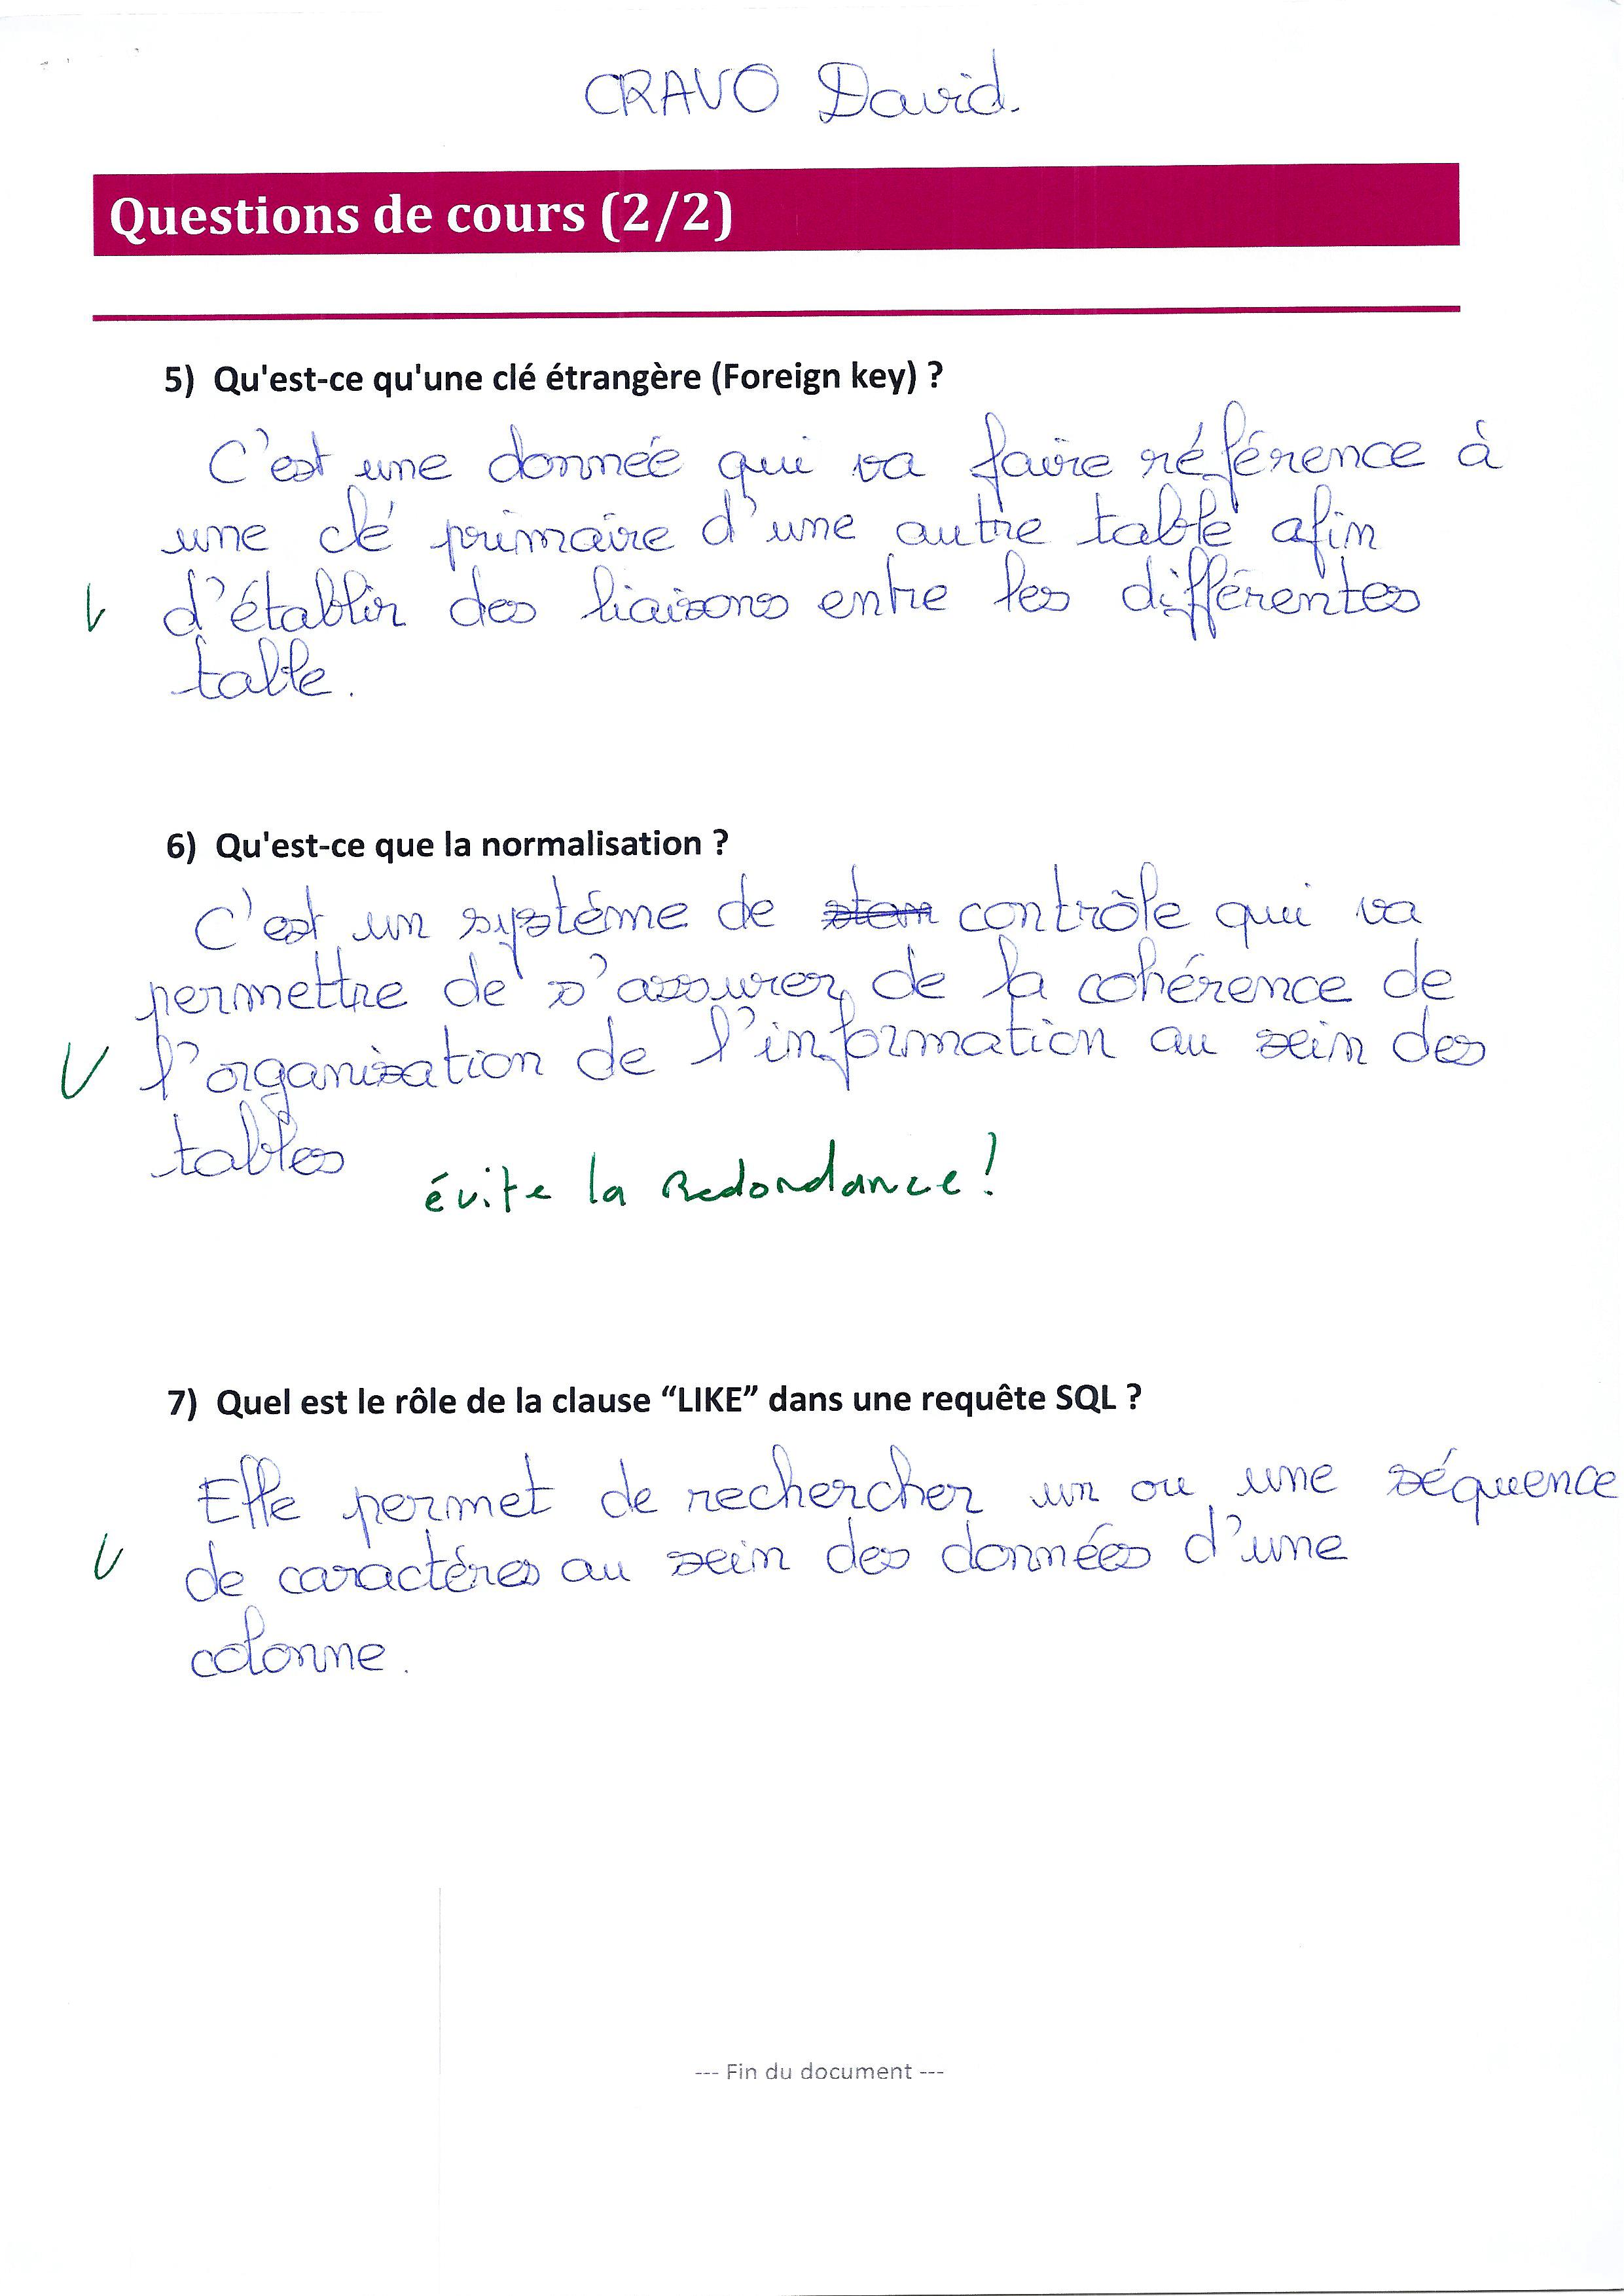 CRAVO David.
Questions de cours (2/2)
5) Qu'est-ce qu'une clé étrangère (Foreign key) ?
C'est une donnée qui va faire référence à
une clé primaire d'une autre table afin
d'établir des liaisons entre les différentes
table.
6) Qu'est-ce que la normalisation ?
C'est un systéme de contrôle qui va
permettre de s'assurer de la cohérence de
l'organisation de l'information au sein des
tables
évite la Redondance !
7) Quel est le rôle de la clause “LIKE” dans une requête SQL ?
Elle permet de rechercher un ou une séquence
de caractéres au sein des données d'une
colonne.
--- Fin du document ---